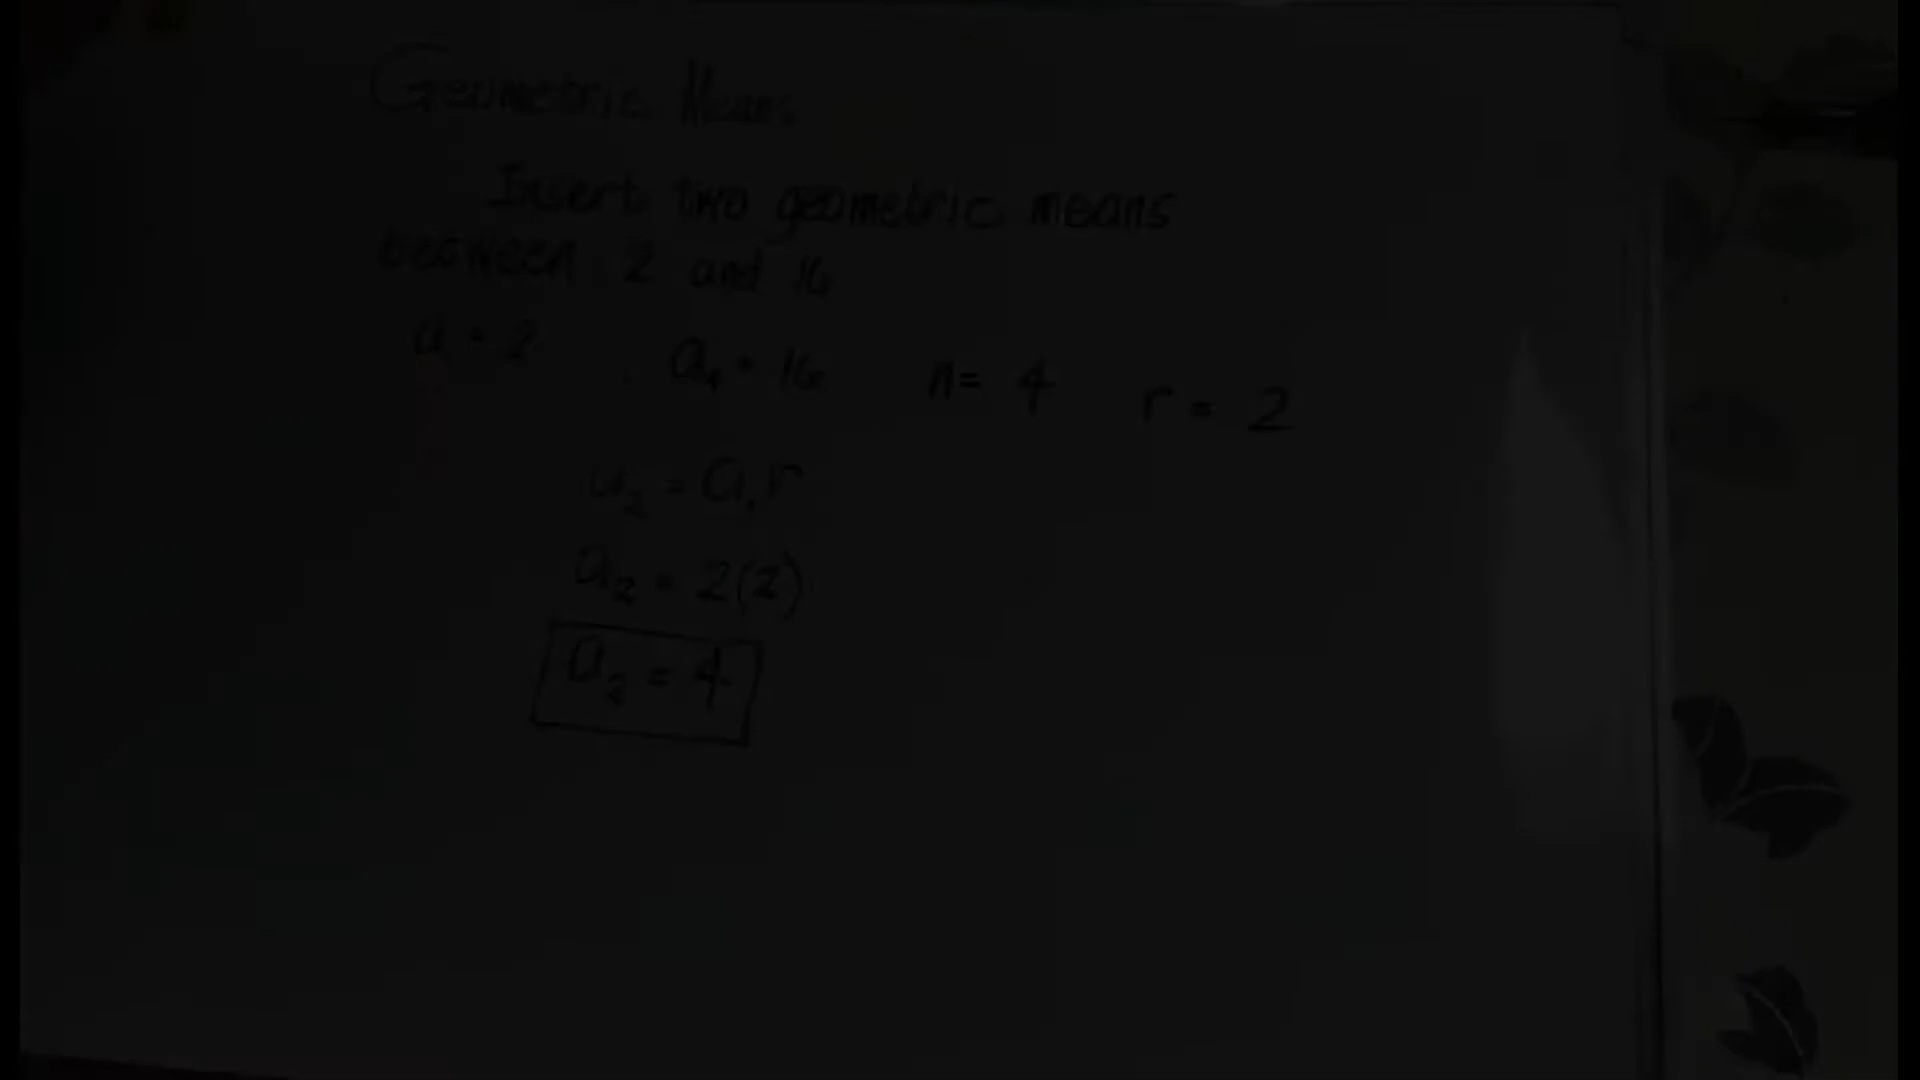 Geometric Means
Insert two geometric means
between 2 and 16
a = 2 a₄ = 16 n = 4 r = 2
a₂ = a₁r
a₂ = 2(2)
a₂ = 4